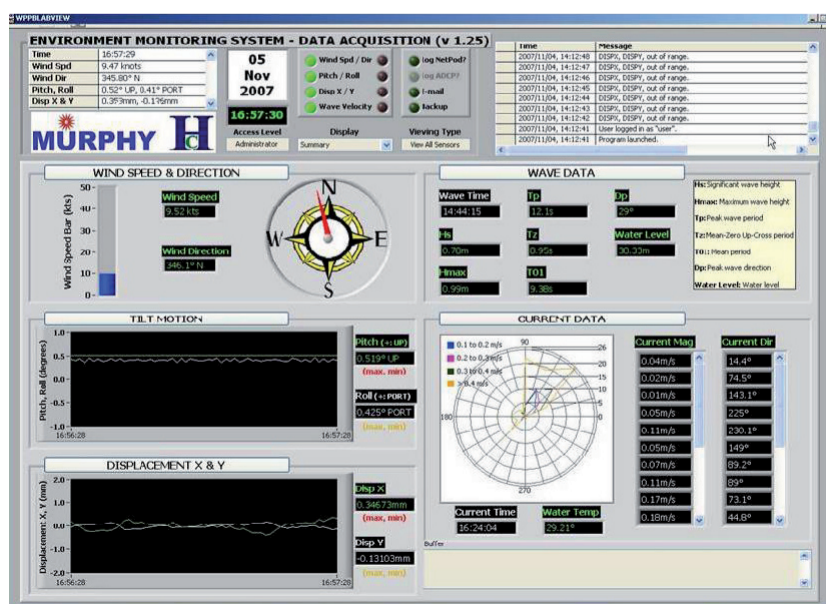 WPPBLABVIEW
ENVIRONMENT MONITORING SYSTEM - DATA ACQUISITION (v 1.25)
Time 16:57:29
Wind Spd 9.47 knots
Wind Dir 345.80° N
Pitch, Roll 0.52° UP, 0.41° PORT
Disp X & Y
MURPHY
05
Nov
2007
16:57:30
Access Level
Administrator
Wind Spd / Dir
Pitch / Roll
Disp X / Y
Wave Velocity
Display
Summary
log NetPod?
log ADCP?
E-mail
Backup
Viewing Type
View All Sensors
Time Message
2007/11/04, 14:12:48 DISPX, DISPY, out of range.
2007/11/04, 14:12:47 DISPX, DISPY, out of range.
2007/11/04, 14:12:46 DISPX, DISPY, out of range.
2007/11/04, 14:12:45 DISPX, DISPY, out of range.
2007/11/04, 14:12:44 DISPX, DISPY, out of range.
2007/11/04, 14:12:43 DISPX, DISPY, out of range.
2007/11/04, 14:12:42 DISPX, DISPY, out of range.
2007/11/04, 14:12:41 User logged in as "user".
2007/11/04, 14:12:41 Program launched.
WIND SPEED & DIRECTION
Wind Speed Bar (kts)
50
40
30
20
10
0
Wind Speed
9.52 kts
Wind Direction
346.1° N
N
W
E
S
WAVE DATA
Wave Time
14:44:15
Tp
12.1s
Dp
29°
Hs
0.70m
Tz
0.95s
Water Level
30.33m
Hmax
0.99m
T01
9.38s
Hs: Significant wave height
Hmax: Maximum wave height
Tp: Peak wave period
Tz: Mean-Zero Up-Cross period
T01: Mean period
Dp: Peak wave direction
Water Level: Water level
TILT MOTION
Pitch, Roll (degrees)
1.0
0.5
0.0
-0.5
-1.0
16:56:28
16:57:28
Pitch (+: UP)
0.519° UP
(max, min)
Roll (+: PORT)
0.425° PORT
(max, min)
CURRENT DATA
0.1 to 0.2 m/s
0.2 to 0.3 m/s
0.3 to 0.4 m/s
> 0.4 m/s
90
180
270
26
20
15
10
5
0
Current Time
16:24:04
Water Temp
29.21°
Current Mag
0.04m/s
0.02m/s
0.01m/s
0.05m/s
0.11m/s
0.05m/s
0.07m/s
0.11m/s
0.17m/s
0.18m/s
Current Dir
14.4°
74.5°
143.1°
225°
230.1°
149°
89.2°
89°
73.1°
44.8°
DISPLACEMENT X & Y
Displacement: X, Y (mm)
2.0
1.0
0.0
-1.0
-2.0
16:56:28
16:57:28
Disp X
0.34673mm
(max, min)
Disp Y
-0.13103mm
(max, min)
Buffer